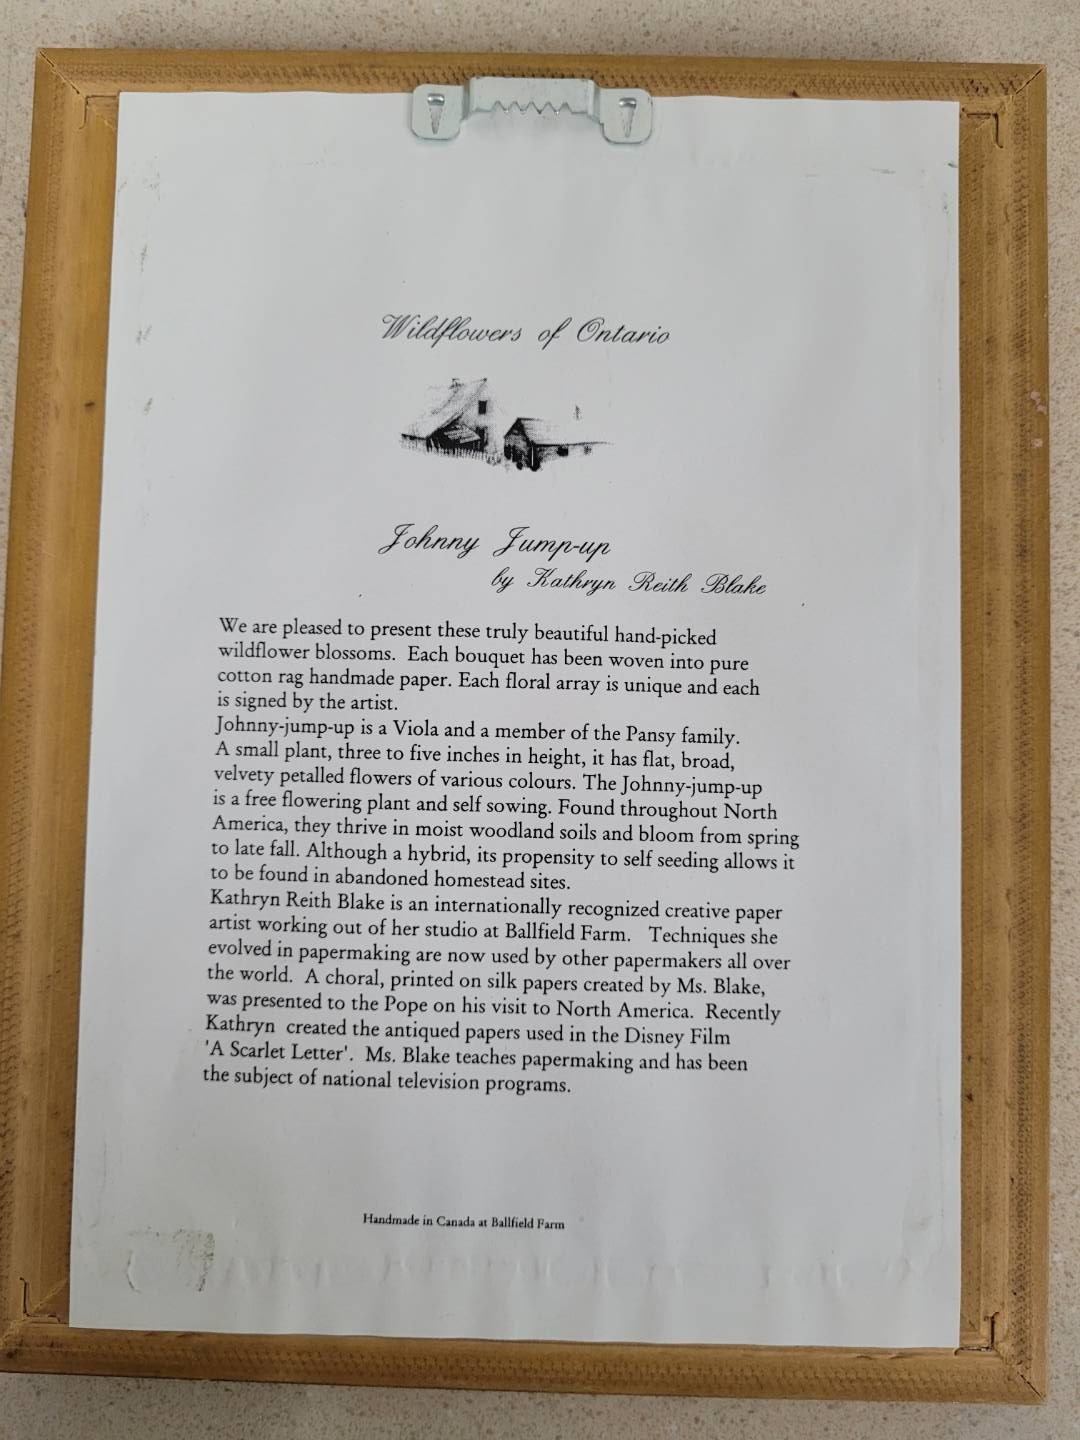 Wildflowers of Ontario
Johnny Jump-up
by Kathryn Reith Blake
We are pleased to present these truly beautiful hand-picked
wildflower blossoms.  Each bouquet has been woven into pure
cotton rag handmade paper. Each floral array is unique and each
is signed by the artist.
Johnny-jump-up is a Viola and a member of the Pansy family.
A small plant, three to five inches in height, it has flat, broad,
velvety petalled flowers of various colours. The Johnny-jump-up
is a free flowering plant and self sowing. Found throughout North
America, they thrive in moist woodland soils and bloom from spring
to late fall. Although a hybrid, its propensity to self seeding allows it
to be found in abandoned homestead sites.
Kathryn Reith Blake is an internationally recognized creative paper
artist working out of her studio at Ballfield Farm.   Techniques she
evolved in papermaking are now used by other papermakers all over
the world.  A choral, printed on silk papers created by Ms. Blake,
was presented to the Pope on his visit to North America.  Recently
Kathryn  created the antiqued papers used in the Disney Film
'A Scarlet Letter'.  Ms. Blake teaches papermaking and has been
the subject of national television programs.
Handmade in Canada at Ballfield Farm